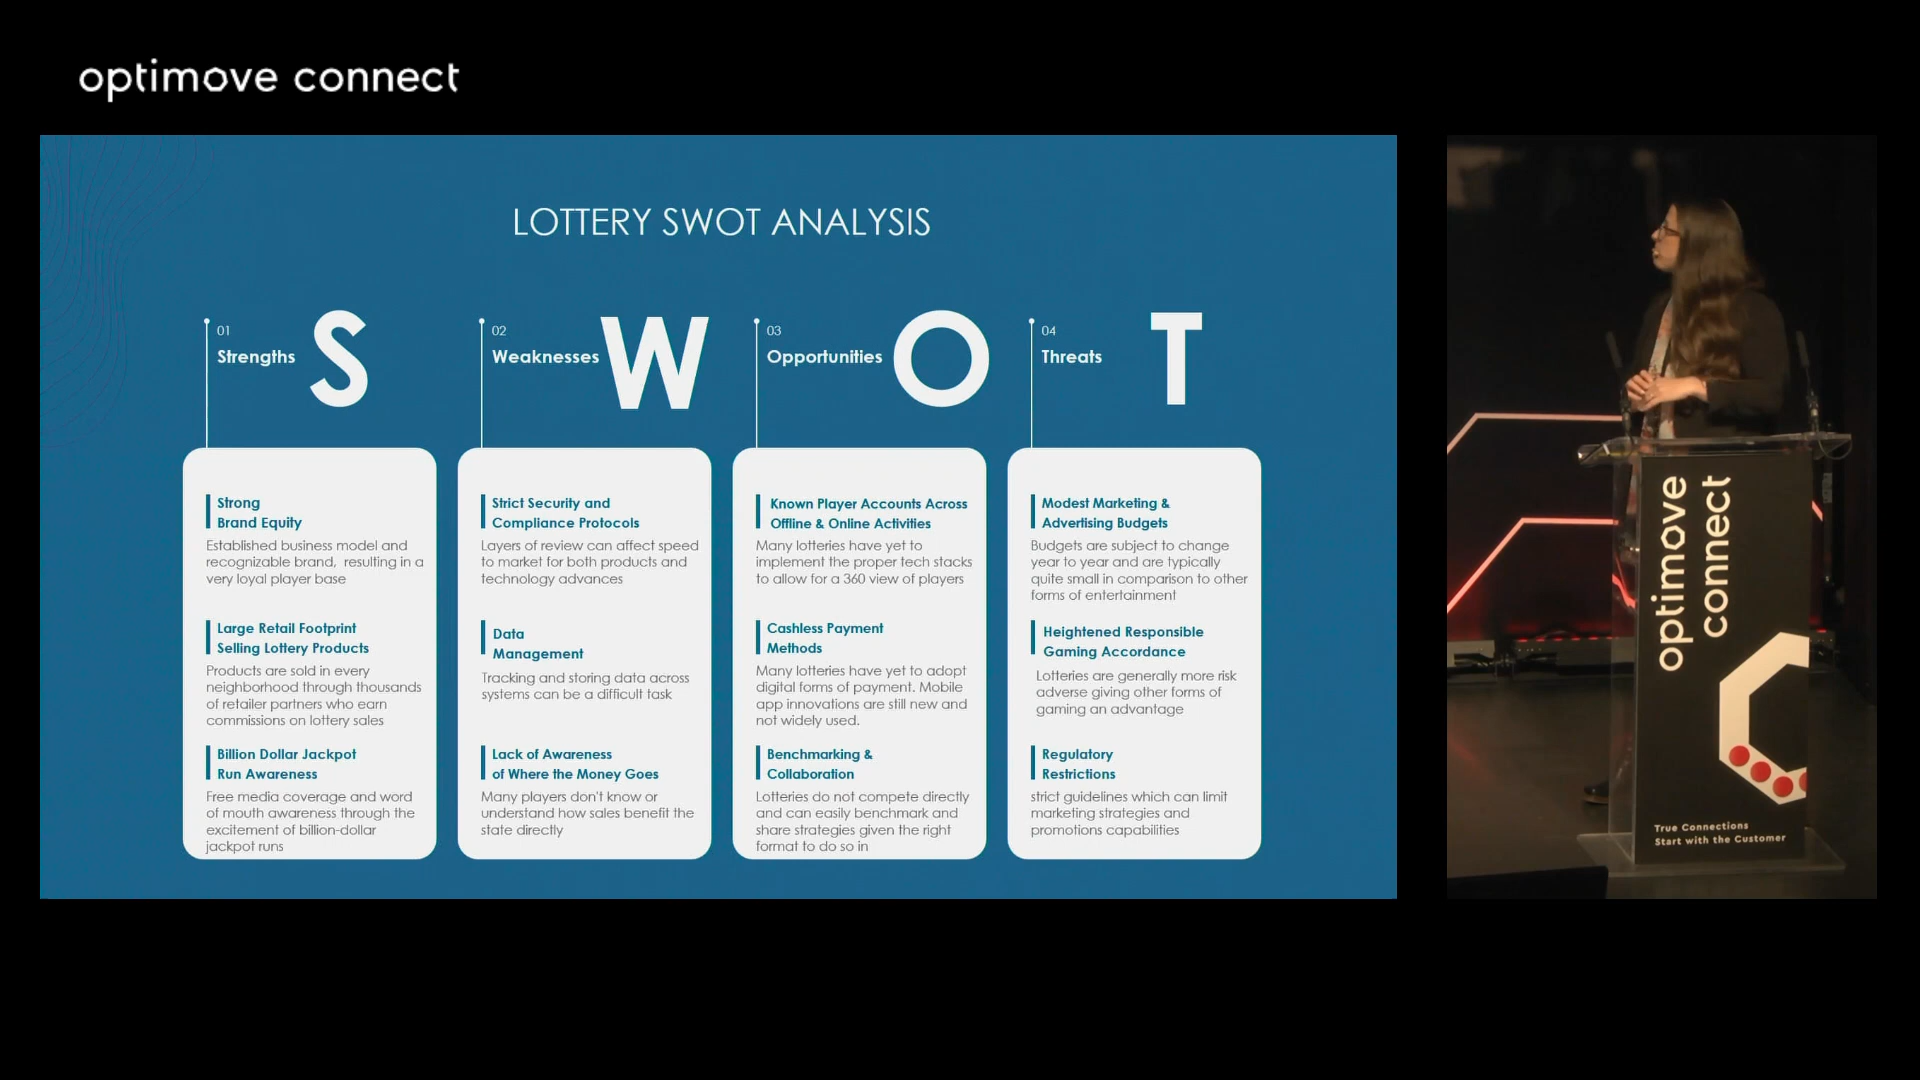 optimove connect
LOTTERY SWOT ANALYSIS
01
Strengths
S
Strong
Brand Equity
Established business model and
recognizable brand, resulting in a
very loyal player base
Large Retail Footprint
Selling Lottery Products
Products are sold in every
neighborhood through thousands
of retailer partners who earn
commissions on lottery sales
Billion Dollar Jackpot
Run Awareness
Free media coverage and word
of mouth awareness through the
excitement of billion-dollar
jackpot runs
02
Weaknesses
W
Strict Security and
Compliance Protocols
Layers of review can affect speed
to market for both products and
technology advances
Data
Management
Tracking and storing data across
systems can be a difficult task
Lack of Awareness
of Where the Money Goes
Many players don't know or
understand how sales benefit the
state directly
03
Opportunities
O
Known Player Accounts Across
Offline & Online Activities
Many lotteries have yet to
implement the proper tech stacks
to allow for a 360 view of players
Cashless Payment
Methods
Many lotteries have yet to adopt
digital forms of payment. Mobile
app innovations are still new and
not widely used.
Benchmarking &
Collaboration
Lotteries do not compete directly
and can easily benchmark and
share strategies given the right
format to do so in
04
Threats
T
Modest Marketing &
Advertising Budgets
Budgets are subject to change
year to year and are typically
quite small in comparison to other
forms of entertainment
Heightened Responsible
Gaming Accordance
Lotteries are generally more risk
adverse giving other forms of
gaming an advantage
Regulatory
Restrictions
strict guidelines which can limit
marketing strategies and
promotions capabilities
optimove
connect
True Connections
Start with the Customer